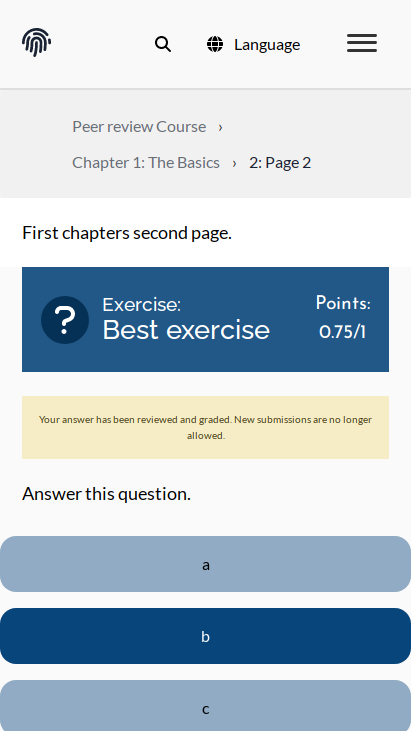 Language
Peer review Course ›
Chapter 1: The Basics › 2: Page 2
First chapters second page.
Exercise:
Best exercise
Points:
0.75/1
Your answer has been reviewed and graded. New submissions are no longer
allowed.
Answer this question.
a
b
c